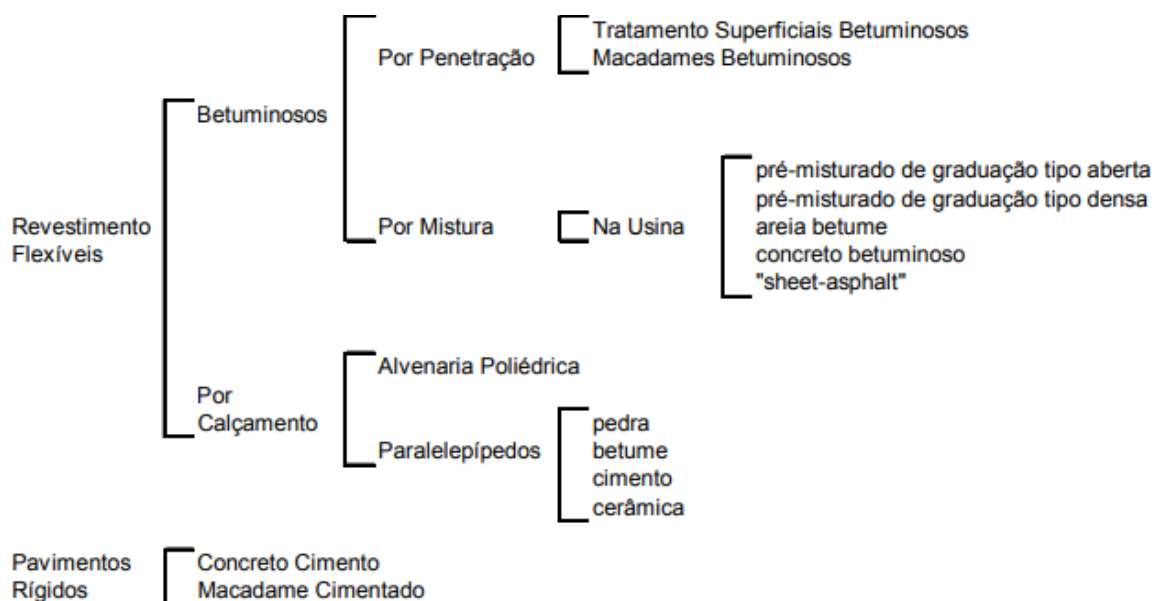 Revestimento
Flexíveis
Betuminosos
Por Penetração
Tratamento Superficiais Betuminosos
Macadames Betuminosos
Por Mistura
Na Usina
pré-misturado de graduação tipo aberta
pré-misturado de graduação tipo densa
areia betume
concreto betuminoso
"sheet-asphalt"
Por
Calçamento
Alvenaria Poliédrica
Paralelepípedos
pedra
betume
cimento
cerâmica
Pavimentos
Rígidos
Concreto Cimento
Macadame Cimentado